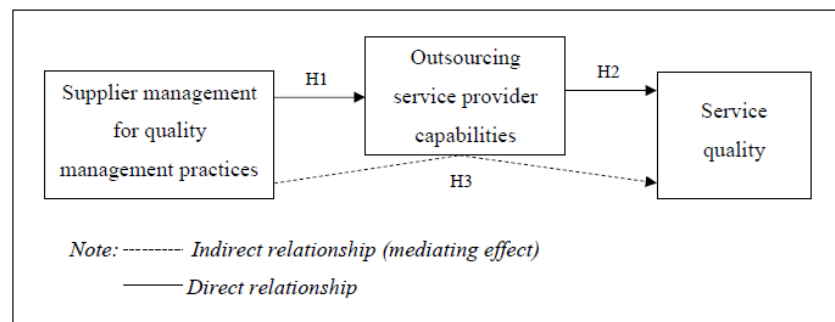 Supplier management
for quality
management practices
H1
Outsourcing
service provider
capabilities
H2
Service
quality
H3
Note: --------- Indirect relationship (mediating effect)
Direct relationship